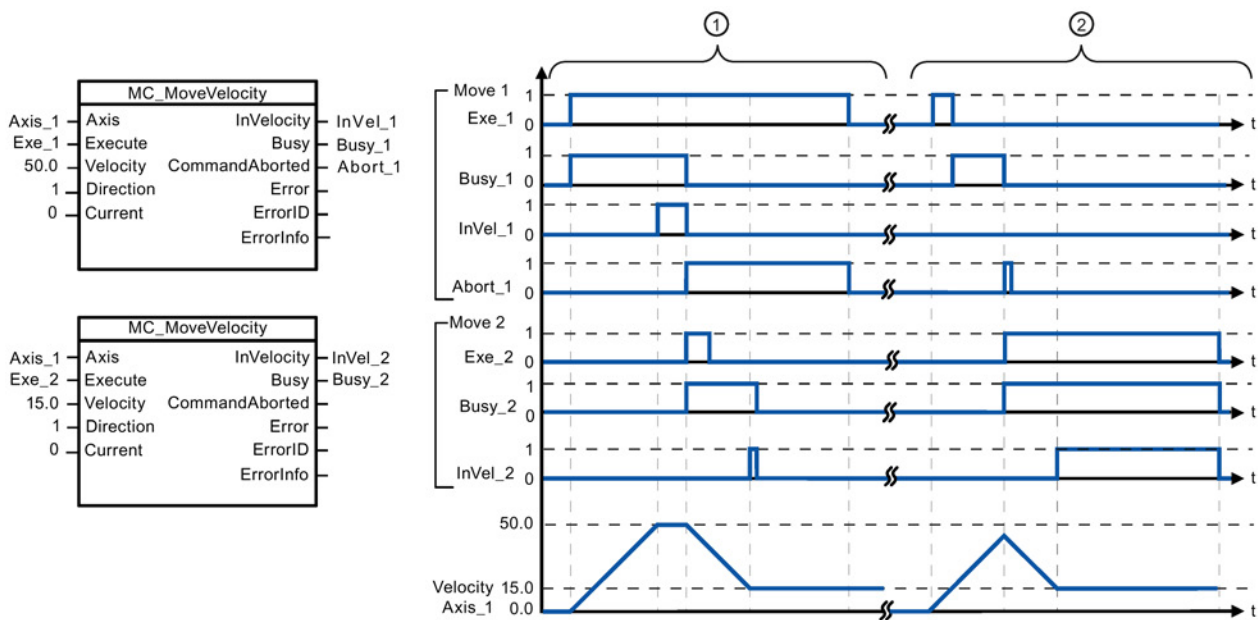 MC_MoveVelocity
Axis_1 Axis InVelocity InVel_1
Exe_1 Execute Busy Busy_1
50.0 Velocity CommandAborted Abort_1
1 Direction Error
0 Current ErrorID
ErrorInfo
MC_MoveVelocity
Axis_1 Axis InVelocity InVel_2
Exe_2 Execute Busy Busy_2
15.0 Velocity CommandAborted
1 Direction Error
0 Current ErrorID
ErrorInfo
1 2
Move 1
1
Exe_1 0 t
1
Busy_1 0 t
1
InVel_1 0 t
1
Abort_1 0 t
Move 2
1
Exe_2 0 t
1
Busy_2 0 t
1
InVel_2 0 t
50.0
Velocity 15.0
Axis_1 0.0 t